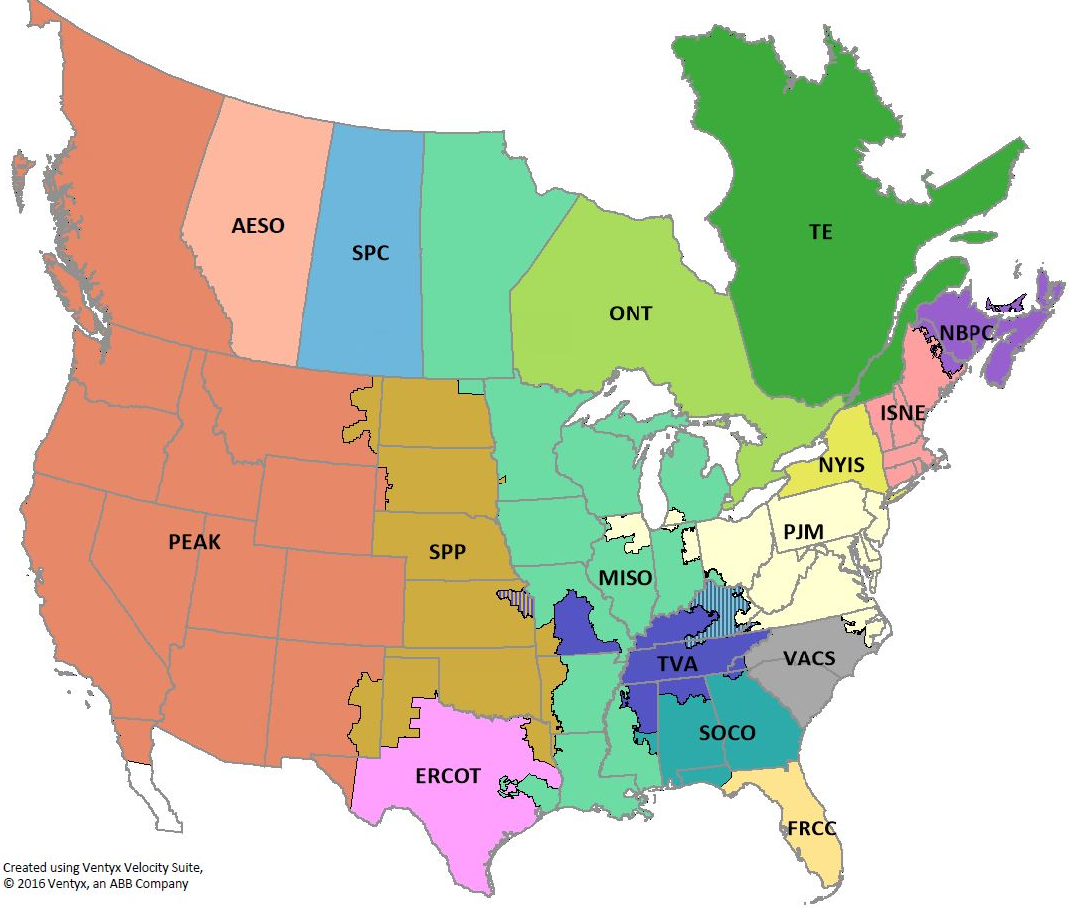 AESO
SPC
TE
ONT
NBPC
ISNE
NYIS
PEAK
SPP
PJM
MISO
TVA
VACS
SOCO
ERCOT
FRCC
Created using Ventyx Velocity Suite,
© 2016 Ventyx, an ABB Company